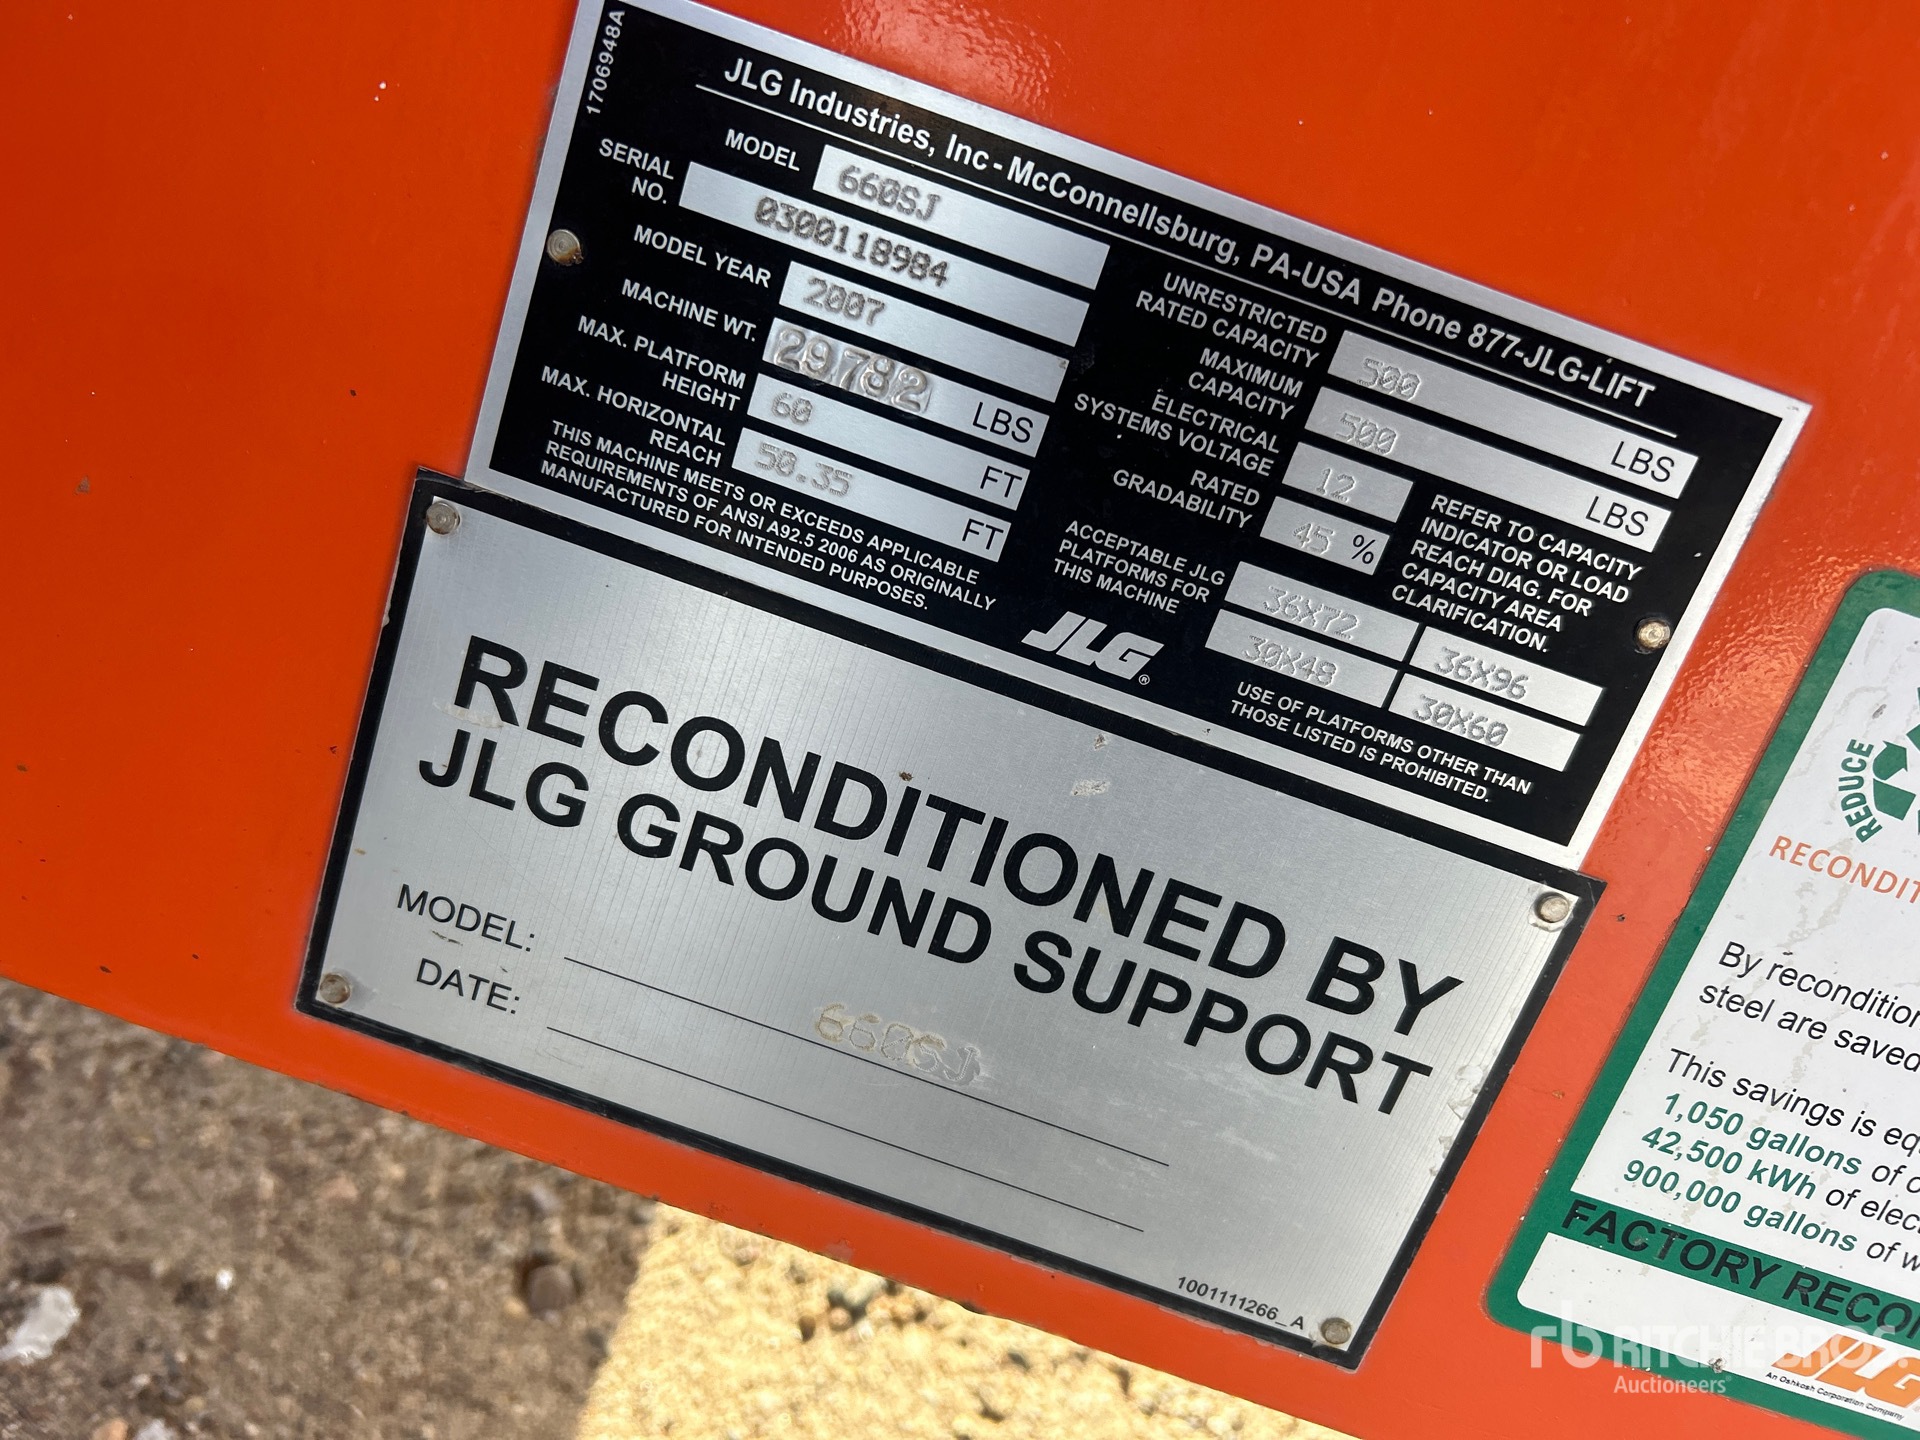 1706948A
JLG Industries, Inc - McConnellsburg, PA-USA Phone 877-JLG-LIFT
MODEL 660SJ
SERIAL NO. 0300118984
MODEL YEAR 2007
MACHINE WT. 29782 LBS
MAX. PLATFORM HEIGHT 60 FT
MAX. HORIZONTAL REACH 50.35 FT
THIS MACHINE MEETS OR EXCEEDS APPLICABLE
REQUIREMENTS OF ANSI A92.5 2006 AS ORIGINALLY
MANUFACTURED FOR INTENDED PURPOSES.
UNRESTRICTED RATED CAPACITY 500 LBS
MAXIMUM CAPACITY 500 LBS
ELECTRICAL SYSTEMS VOLTAGE 12
RATED GRADABILITY 45 %
REFER TO CAPACITY
INDICATOR OR LOAD
REACH DIAG. FOR
CAPACITY AREA
CLARIFICATION.
ACCEPTABLE JLG
PLATFORMS FOR
THIS MACHINE
36X72 36X96
30X48 30X60
JLG®
USE OF PLATFORMS OTHER THAN
THOSE LISTED IS PROHIBITED.
RECONDITIONED BY
JLG GROUND SUPPORT
MODEL: 660SJ
DATE:
1001111266_A
REDUCE
RECONDIT
By recondition
steel are saved
This savings is eq
1,050 gallons of o
42,500 kWh of elec
900,000 gallons of w
FACTORY RECO
JLG
An Oshkosh Corporation Company
rb RITCHIE BROS.
Auctioneers